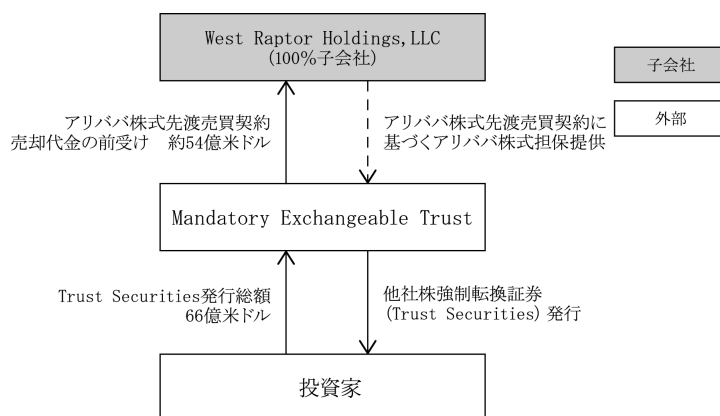 West Raptor Holdings,LLC
(100%子会社)
子会社
外部
アリババ株式先渡売買契約
売却代金の前受け 約54億米ドル
アリババ株式先渡売買契約に
基づくアリババ株式担保提供
Mandatory Exchangeable Trust
Trust Securities発行総額
66億米ドル
他社株強制転換証券
(Trust Securities) 発行
投資家